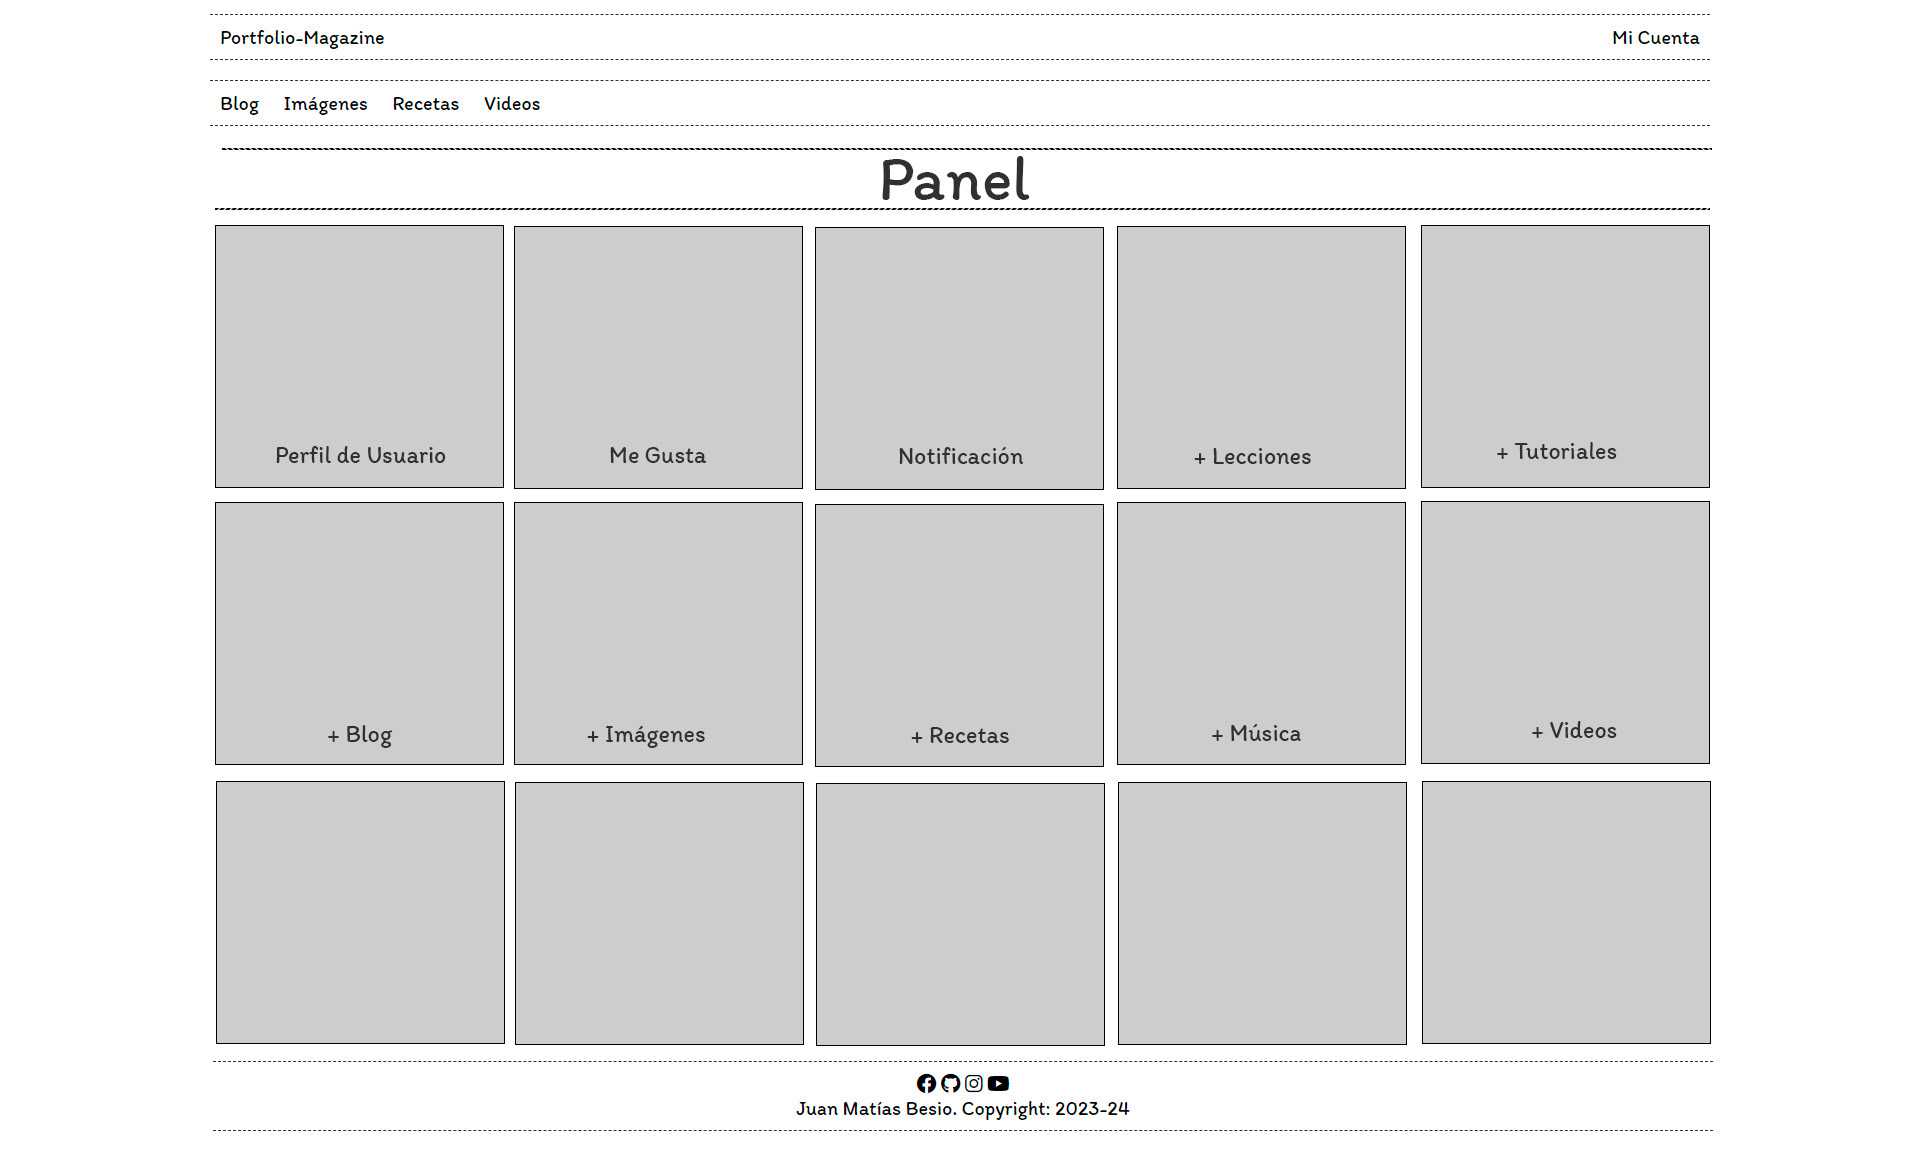 Portfolio-Magazine Mi Cuenta
Blog Imágenes Recetas Videos
Panel
Perfil de Usuario Me Gusta Notificación + Lecciones + Tutoriales
+ Blog + Imágenes + Recetas + Música + Videos
Juan Matías Besio. Copyright: 2023-24